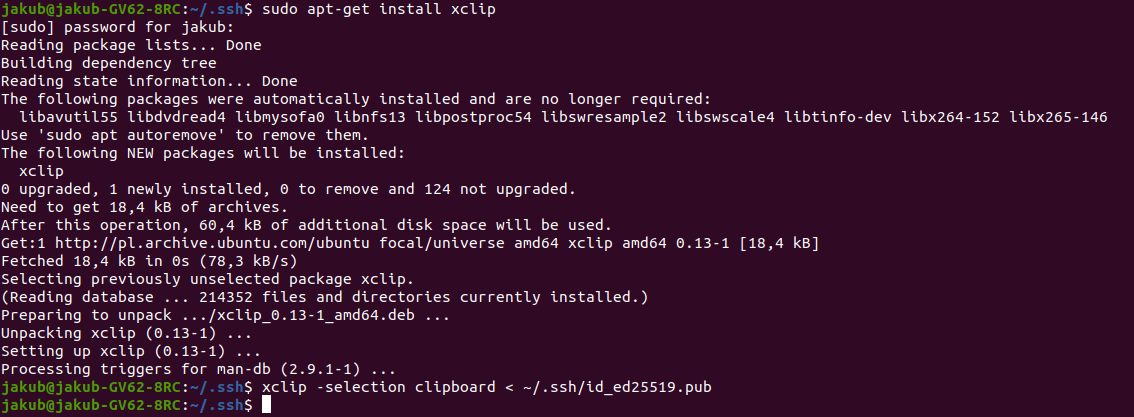 jakub@jakub-GV62-8RC:~/.ssh$ sudo apt-get install xclip
[sudo] password for jakub:
Reading package lists... Done
Building dependency tree
Reading state information... Done
The following packages were automatically installed and are no longer required:
  libavutil55 libdvdread4 libmysofa0 libnfs13 libpostproc54 libswresample2 libswscale4 libtinfo-dev libx264-152 libx265-146
Use 'sudo apt autoremove' to remove them.
The following NEW packages will be installed:
  xclip
0 upgraded, 1 newly installed, 0 to remove and 124 not upgraded.
Need to get 18,4 kB of archives.
After this operation, 60,4 kB of additional disk space will be used.
Get:1 http://pl.archive.ubuntu.com/ubuntu focal/universe amd64 xclip amd64 0.13-1 [18,4 kB]
Fetched 18,4 kB in 0s (78,3 kB/s)
Selecting previously unselected package xclip.
(Reading database ... 214352 files and directories currently installed.)
Preparing to unpack .../xclip_0.13-1_amd64.deb ...
Unpacking xclip (0.13-1) ...
Setting up xclip (0.13-1) ...
Processing triggers for man-db (2.9.1-1) ...
jakub@jakub-GV62-8RC:~/.ssh$ xclip -selection clipboard < ~/.ssh/id_ed25519.pub
jakub@jakub-GV62-8RC:~/.ssh$